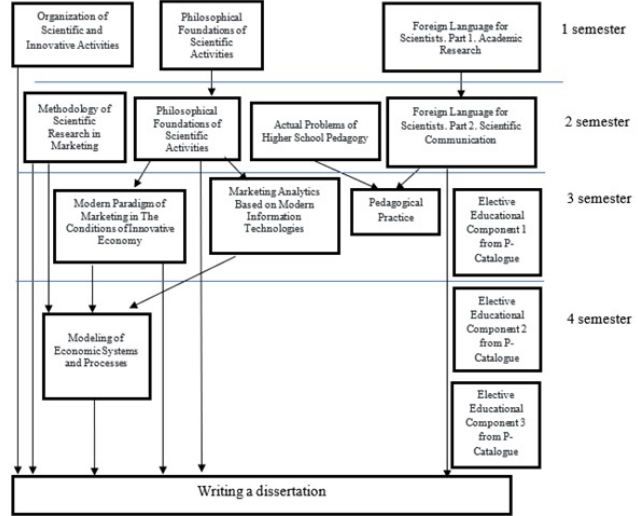 Organization of
Scientific and
Innovative Activities
Philosophical
Foundations of
Scientific
Activities
Foreign Language for
Scientists. Part 1. Academic
Research
1 semester
Methodology of
Scientific
Research in
Marketing
Philosophical
Foundations of
Scientific
Activities
Actual Problems of
Higher School Pedagogy
Foreign Language for
Scientists. Part 2. Scientific
Communication
2 semester
Modern Paradigm of
Marketing in The
Conditions of Innovative
Economy
Marketing Analytics
Based on Modern
Information
Technologies
Pedagogical
Practice
Elective
Educational
Component 1
from P-
Catalogue
3 semester
Modeling of
Economic Systems
and Processes
Elective
Educational
Component 2
from P-
Catalogue
4 semester
Elective
Educational
Component 3
from P-
Catalogue
Writing a dissertation